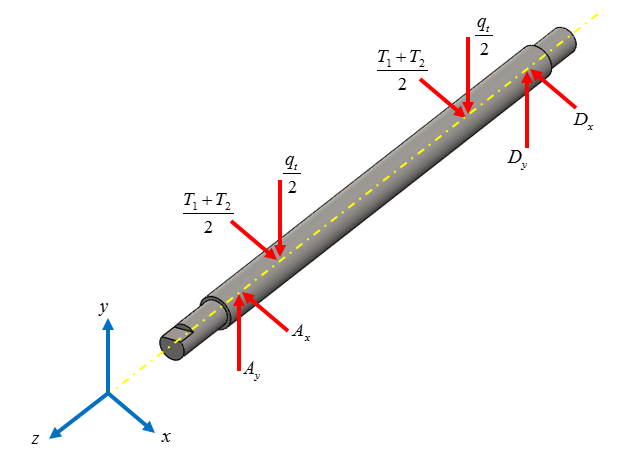 q_t/2
(T_1 + T_2)/2
D_x
D_y
q_t/2
(T_1 + T_2)/2
y
A_x
A_y
z
x